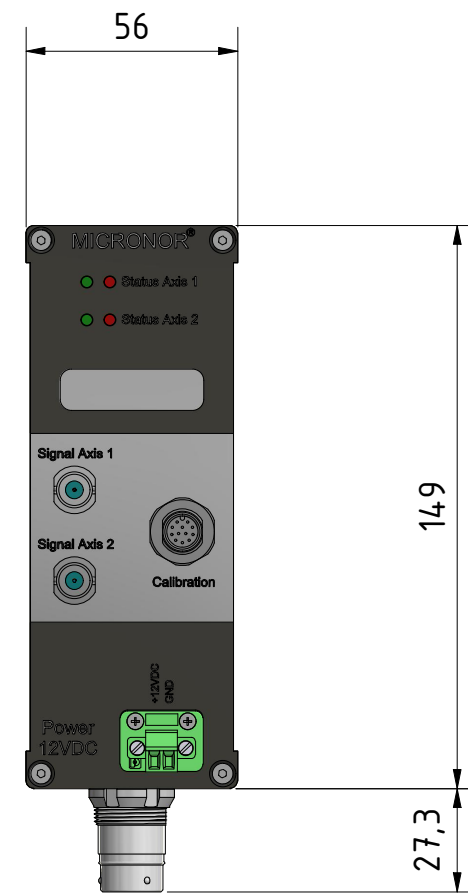 56
MICRONOR®
Status Axis 1
Status Axis 2
Signal Axis 1
149
Signal Axis 2
Calibration
+12VDC
GND
Power
12VDC
27,3